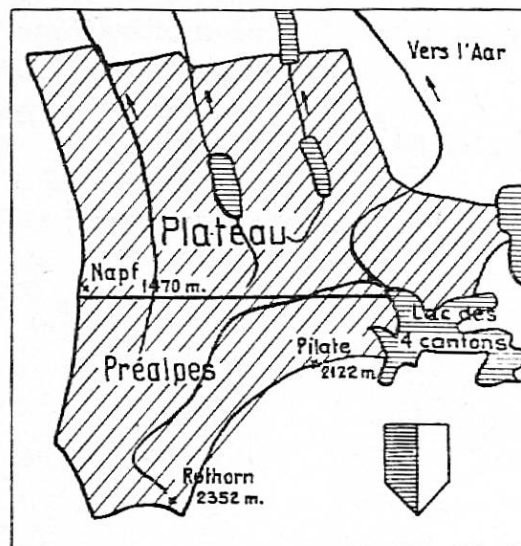 Vers l'Aar
Plateau
Napf
1470 m.
Lac des
4 cantons
Pilate
2122 m.
Préalpes
Rothorn
2352 m.